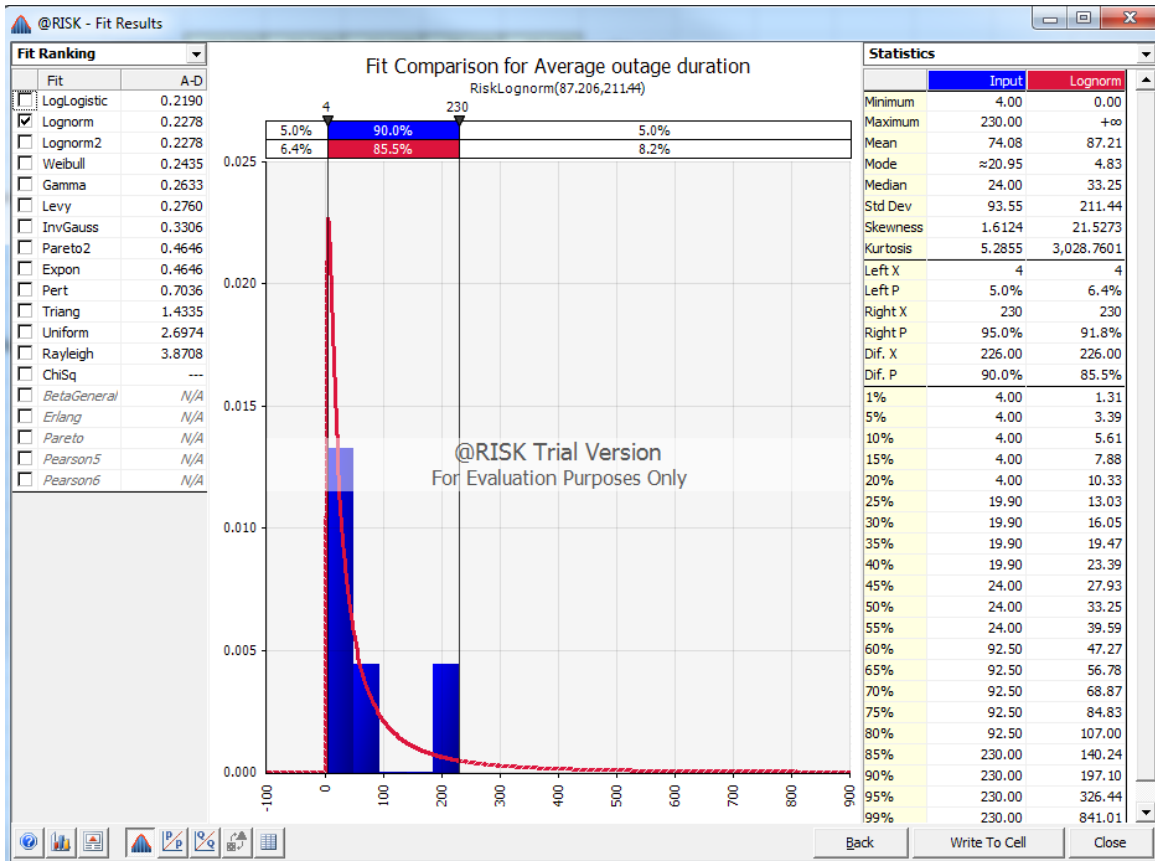 @RISK - Fit Results
Fit Ranking
Fit A-D
LogLogistic 0.2190
Lognorm 0.2278
Lognorm2 0.2278
Weibull 0.2435
Gamma 0.2633
Levy 0.2760
InvGauss 0.3306
Pareto2 0.4646
Expon 0.4646
Pert 0.7036
Triang 1.4335
Uniform 2.6974
Rayleigh 3.8708
ChiSq ---
BetaGeneral N/A
Erlang N/A
Pareto N/A
Pearson5 N/A
Pearson6 N/A
Fit Comparison for Average outage duration
RiskLognorm(87.206,211.44)
4 230
5.0% 90.0% 5.0%
6.4% 85.5% 8.2%
0.025
0.020
0.015
0.010
0.005
0.000
@RISK Trial Version
For Evaluation Purposes Only
-100 0 100 200 300 400 500 600 700 800 900
Statistics
Input Lognorm
Minimum 4.00 0.00
Maximum 230.00 +∞
Mean 74.08 87.21
Mode ≈20.95 4.83
Median 24.00 33.25
Std Dev 93.55 211.44
Skewness 1.6124 21.5273
Kurtosis 5.2855 3,028.7601
Left X 4 4
Left P 5.0% 6.4%
Right X 230 230
Right P 95.0% 91.8%
Dif. X 226.00 226.00
Dif. P 90.0% 85.5%
1% 4.00 1.31
5% 4.00 3.39
10% 4.00 5.61
15% 4.00 7.88
20% 4.00 10.33
25% 19.90 13.03
30% 19.90 16.05
35% 19.90 19.47
40% 19.90 23.39
45% 24.00 27.93
50% 24.00 33.25
55% 24.00 39.59
60% 92.50 47.27
65% 92.50 56.78
70% 92.50 68.87
75% 92.50 84.83
80% 92.50 107.00
85% 230.00 140.24
90% 230.00 197.10
95% 230.00 326.44
99% 230.00 841.01
Back Write To Cell Close